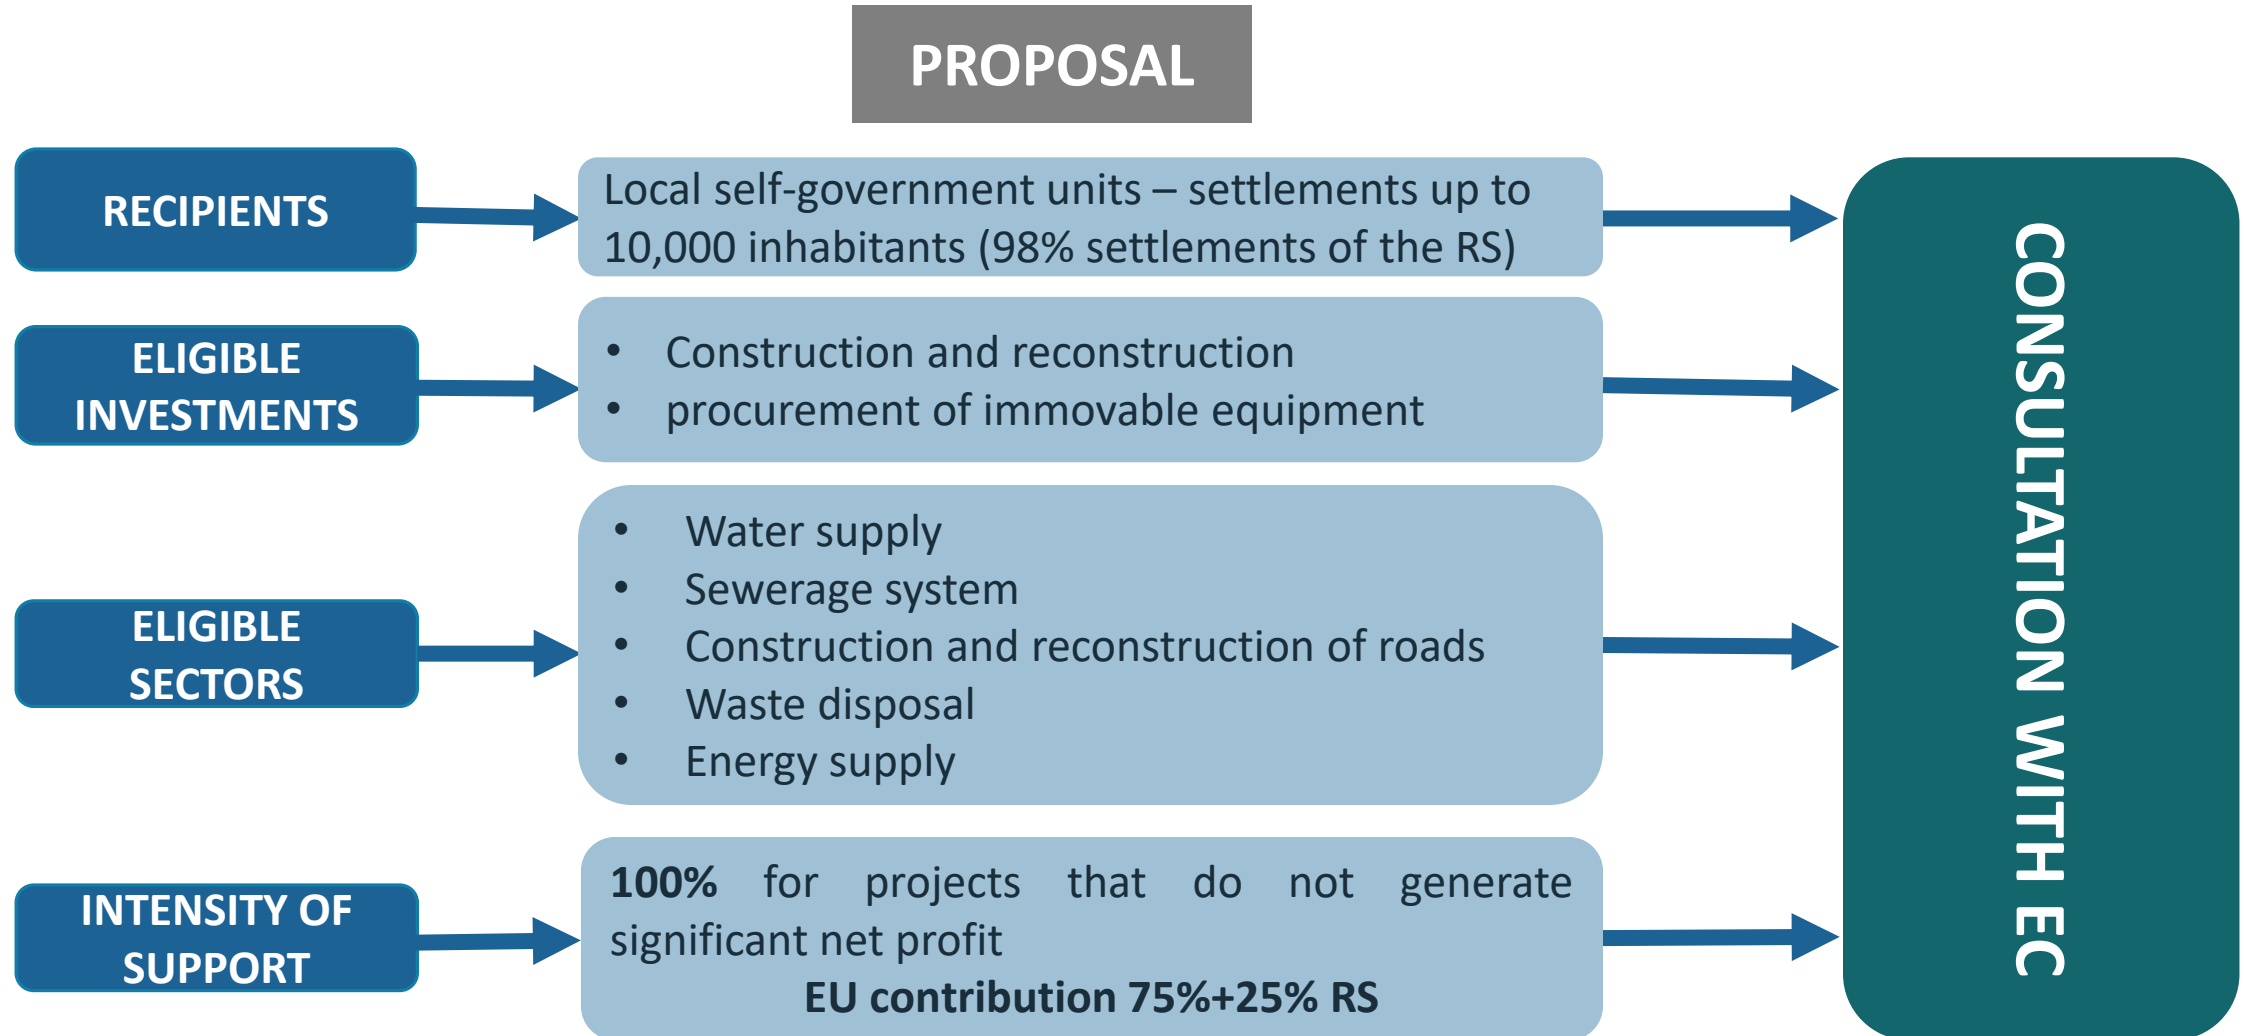 PROPOSAL
RECIPIENTS
Local self-government units – settlements up to
10,000 inhabitants (98% settlements of the RS)
ELIGIBLE
INVESTMENTS
• Construction and reconstruction
• procurement of immovable equipment
ELIGIBLE
SECTORS
• Water supply
• Sewerage system
• Construction and reconstruction of roads
• Waste disposal
• Energy supply
INTENSITY OF
SUPPORT
100% for projects that do not generate
significant net profit
EU contribution 75%+25% RS
CONSULTATION WITH EC